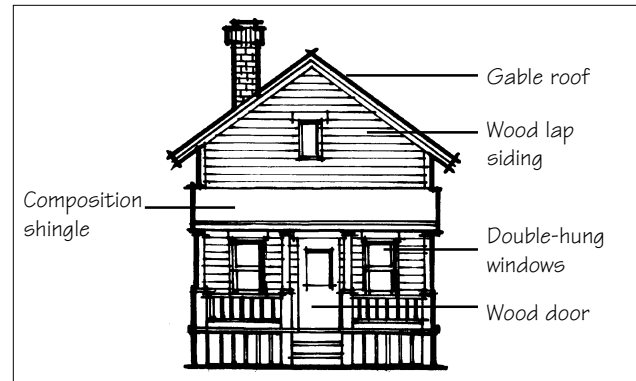 Gable roof
Wood lap
siding
Composition
shingle
Double-hung
windows
Wood door